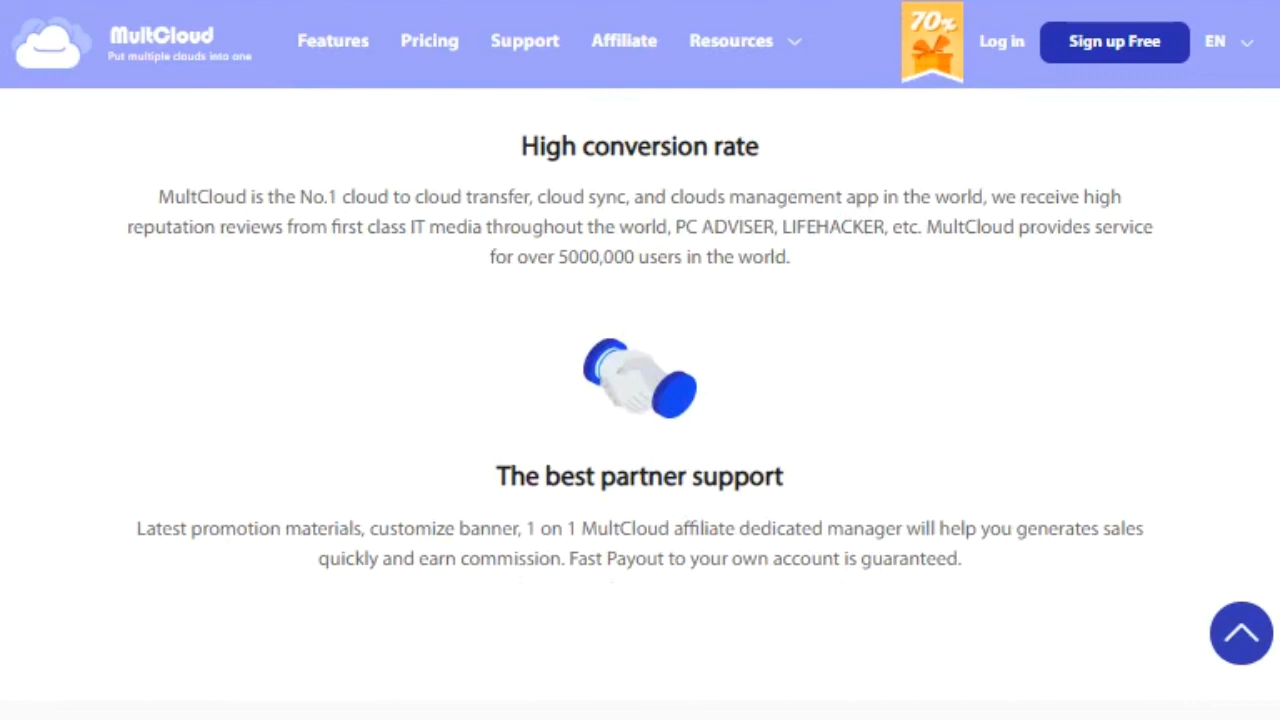 MultCloud
Put multiple clouds into one
Features Pricing Support Affiliate Resources
70%
Log in Sign up Free EN
High conversion rate
MultCloud is the No.1 cloud to cloud transfer, cloud sync, and clouds management app in the world, we receive high
reputation reviews from first class IT media throughout the world, PC ADVISER, LIFEHACKER, etc. MultCloud provides service
for over 5000,000 users in the world.
The best partner support
Latest promotion materials, customize banner, 1 on 1 MultCloud affiliate dedicated manager will help you generates sales
quickly and earn commission. Fast Payout to your own account is guaranteed.